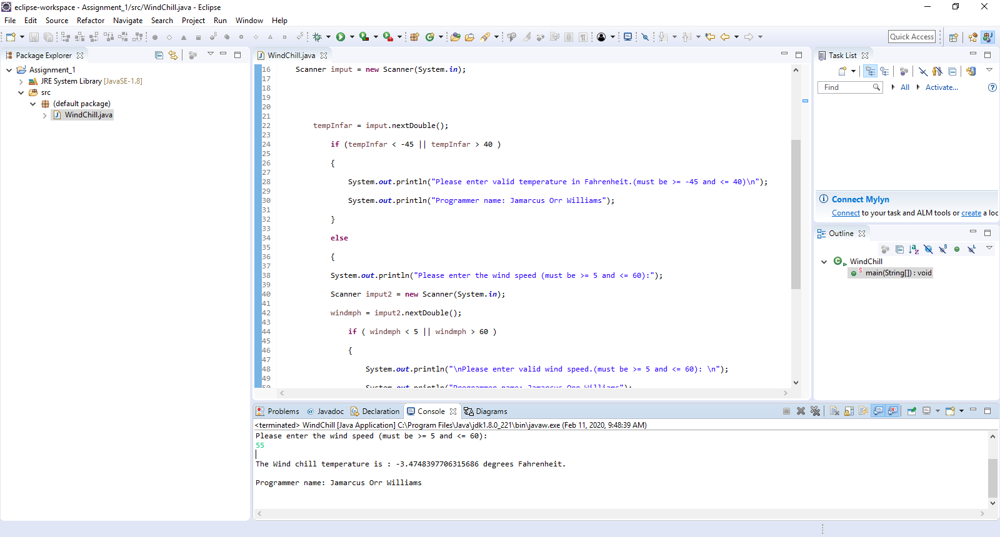 eclipse-workspace - Assignment_1/src/WindChill.java - Eclipse
File Edit Source Refactor Navigate Search Project Run Window Help
Quick Access
Package Explorer
Assignment_1
JRE System Library [JavaSE-1.8]
src
(default package)
WindChill.java
WindChill.java
16 Scanner imput = new Scanner(System.in);
17
18
19
20
21
22 tempInfar = imput.nextDouble();
23
24 if (tempInfar < -45 || tempInfar > 40 )
25
26 {
27
28 System.out.println("Please enter valid temperature in Fahrenheit.(must be >= -45 and <= 40)\n");
29
30 System.out.println("Programmer name: Jamarcus Orr Williams");
31
32 }
33
34 else
35
36 {
37
38 System.out.println("Please enter the wind speed (must be >= 5 and <= 60):");
39
40 Scanner imput2 = new Scanner(System.in);
41
42 windmph = imput2.nextDouble();
43
44 if ( windmph < 5 || windmph > 60 )
45
46 {
47
48 System.out.println("\nPlease enter valid wind speed.(must be >= 5 and <= 60): \n");
49
50 System.out.println("Programmer name: Jamarcus Orr Williams");
Task List
Find All Activate...
Connect Mylyn
Connect to your task and ALM tools or create a loc
Outline
WindChill
main(String[]) : void
Problems @ Javadoc Declaration Console Diagrams
<terminated> WindChill [Java Application] C:\Program Files\Java\jdk1.8.0_221\bin\javaw.exe (Feb 11, 2020, 9:48:39 AM)
Please enter the wind speed (must be >= 5 and <= 60):
55
The Wind chill temperature is : -3.4748397706315686 degrees Fahrenheit.
Programmer name: Jamarcus Orr Williams